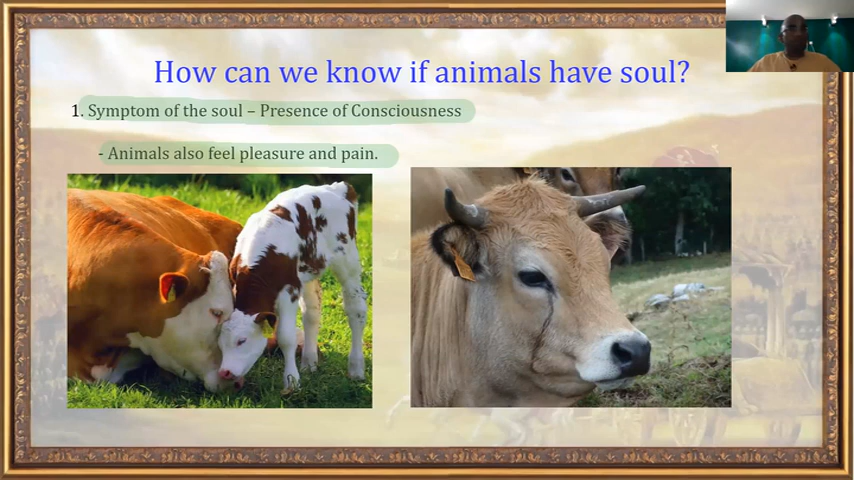 How can we know if animals have soul?
1. Symptom of the soul – Presence of Consciousness
- Animals also feel pleasure and pain.